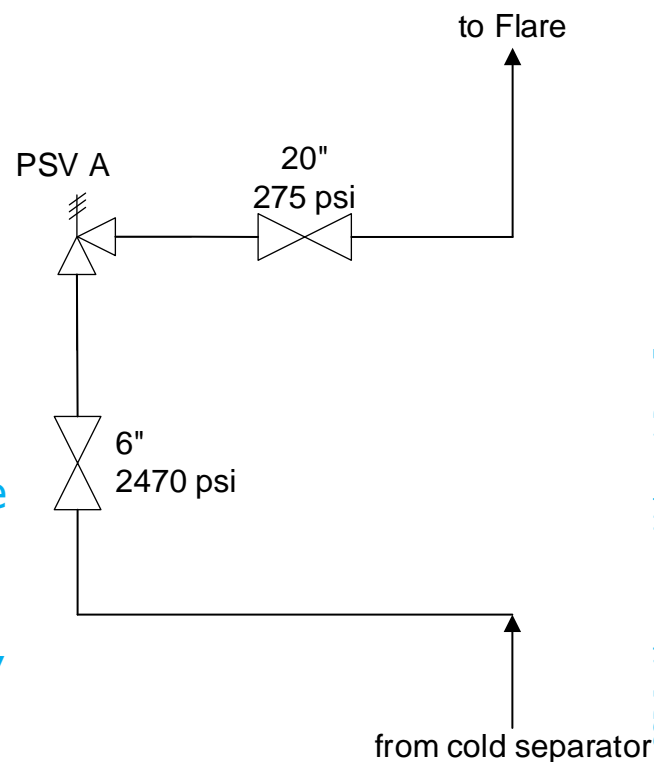 to Flare
PSV A
20"
275 psi
6"
2470 psi
e
y
from cold separator